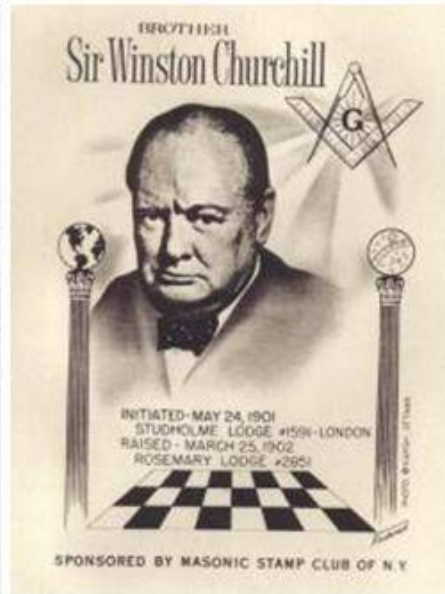 BROTHER
Sir Winston Churchill
G
INITIATED-MAY 24, 1901
STUDHOLME LODGE #1591-LONDON
RAISED - MARCH 25, 1902
ROSEMARY LODGE #2851
SPONSORED BY MASONIC STAMP CLUB OF N.Y.